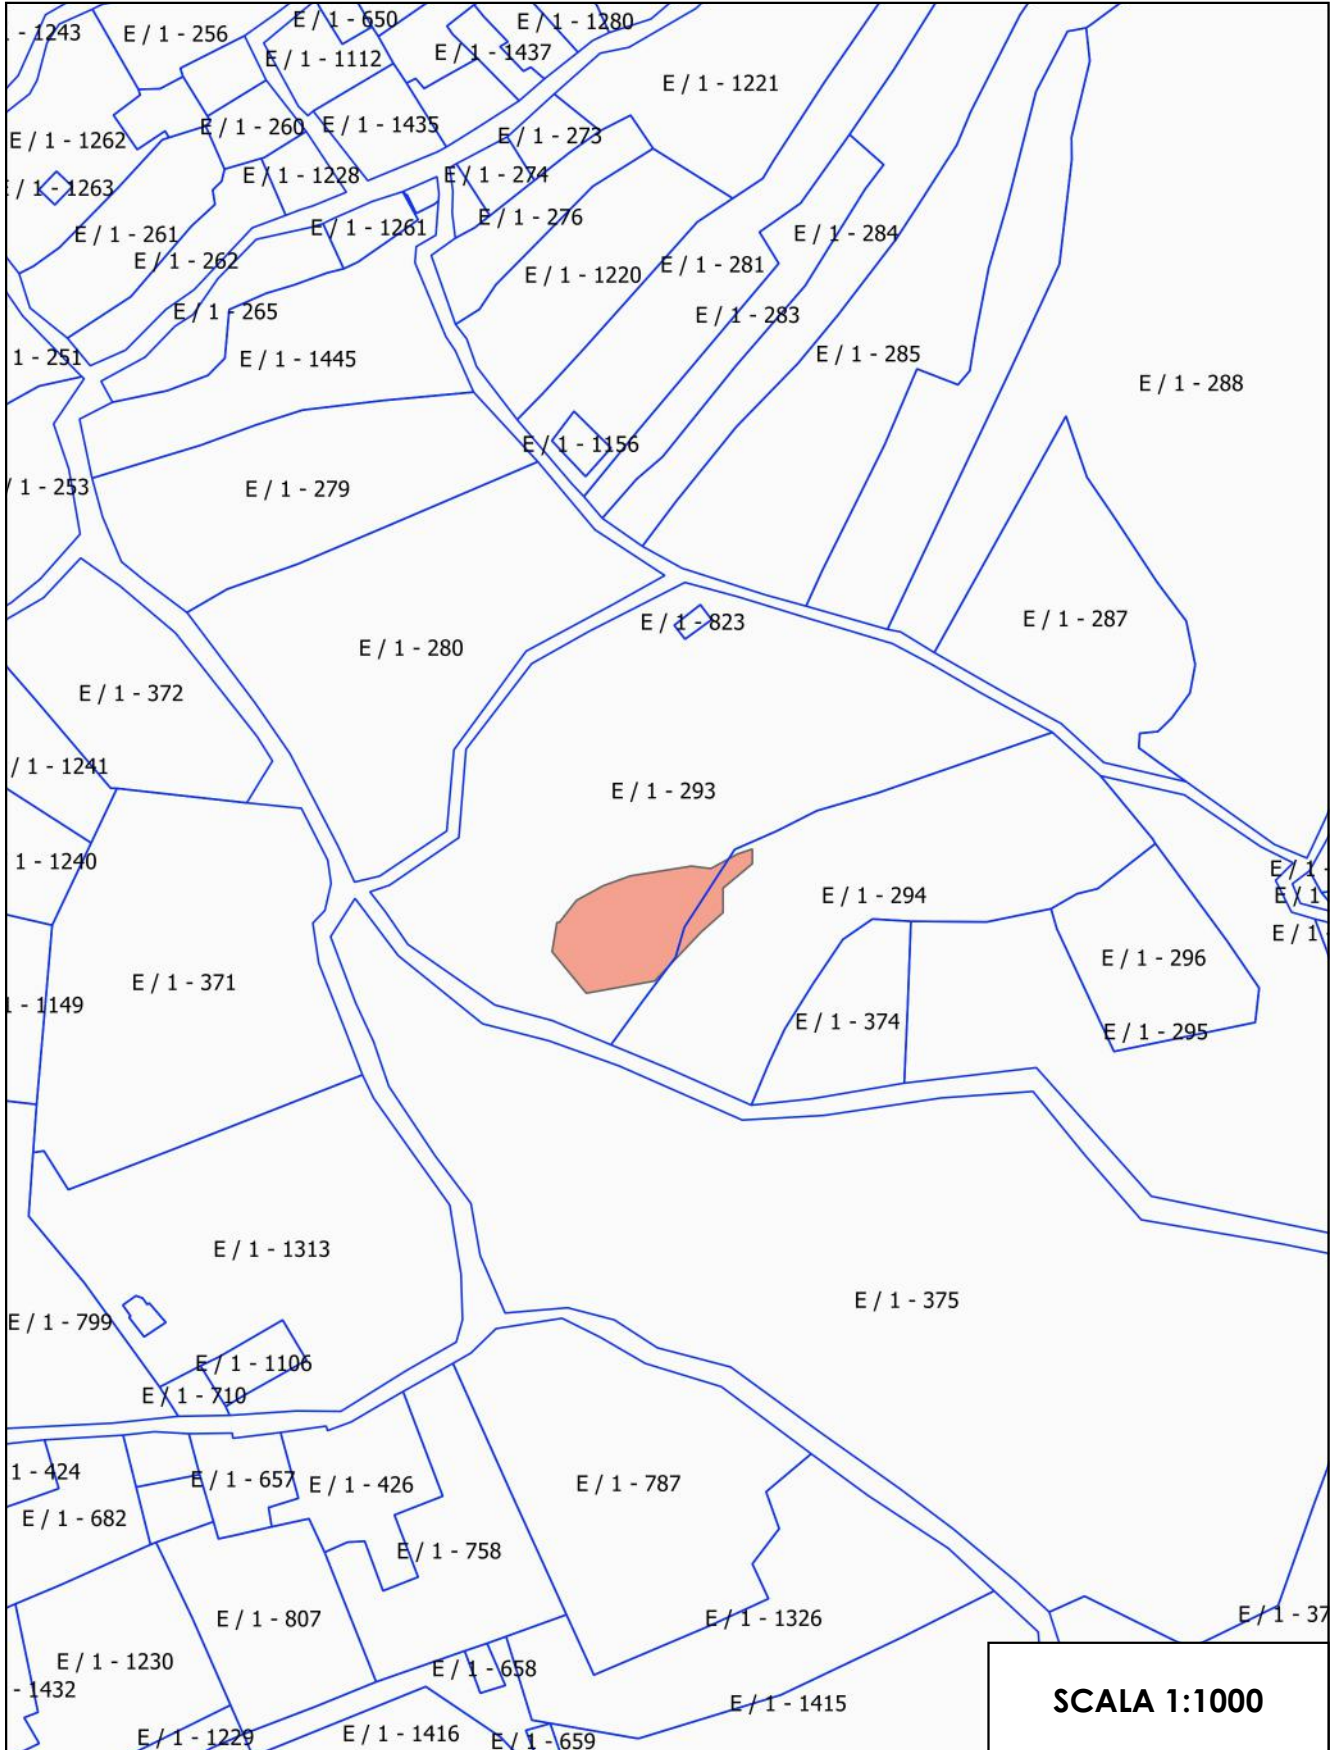 - 1243
E / 1 - 256
E / 1 - 650
E / 1 - 1280
E / 1 - 1112
E / 1 - 1437
E / 1 - 1221
E / 1 - 1262
E / 1 - 260
E / 1 - 1435
E / 1 - 273
/ 1 - 1263
E / 1 - 1228
E / 1 - 274
E / 1 - 261
E / 1 - 1261
E / 1 - 276
E / 1 - 284
E / 1 - 262
E / 1 - 1220
E / 1 - 281
E / 1 - 265
E / 1 - 283
1 - 251
E / 1 - 1445
E / 1 - 285
E / 1 - 288
E / 1 - 1156
/ 1 - 253
E / 1 - 279
E / 1 - 823
E / 1 - 287
E / 1 - 280
E / 1 - 372
/ 1 - 1241
E / 1 - 293
1 - 1240
E / 1 -
E / 1 - 294
E / 1
E / 1
E / 1 - 371
E / 1 - 296
1 - 1149
E / 1 - 374
E / 1 - 295
E / 1 - 1313
E / 1 - 375
E / 1 - 799
E / 1 - 1106
E / 1 - 710
1 - 424
E / 1 - 657
E / 1 - 426
E / 1 - 787
E / 1 - 682
E / 1 - 758
E / 1 - 807
E / 1 - 1326
E / 1 - 37
E / 1 - 1230
E / 1 - 658
- 1432
E / 1 - 1415
SCALA 1:1000
E / 1 - 1229
E / 1 - 1416
E / 1 - 659